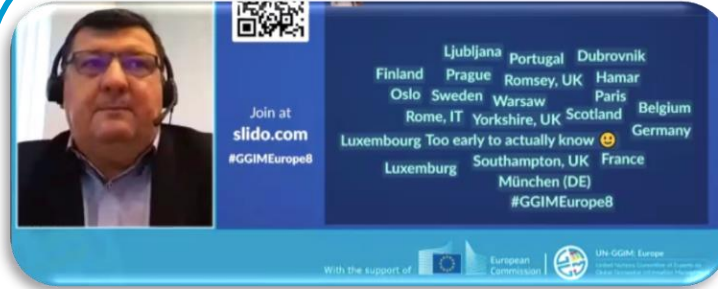 Join at
slido.com
#GGIMEurope8
Ljubljana Portugal Dubrovnik
Finland Prague Romsey, UK Hamar
Oslo Sweden Warsaw Paris
Rome, IT Yorkshire, UK Scotland Belgium
Luxembourg Too early to actually know 🙂 Germany
Luxemburg Southampton, UK France
München (DE)
#GGIMEurope8
With the support of
European
Commission
UN-GGIM: Europe